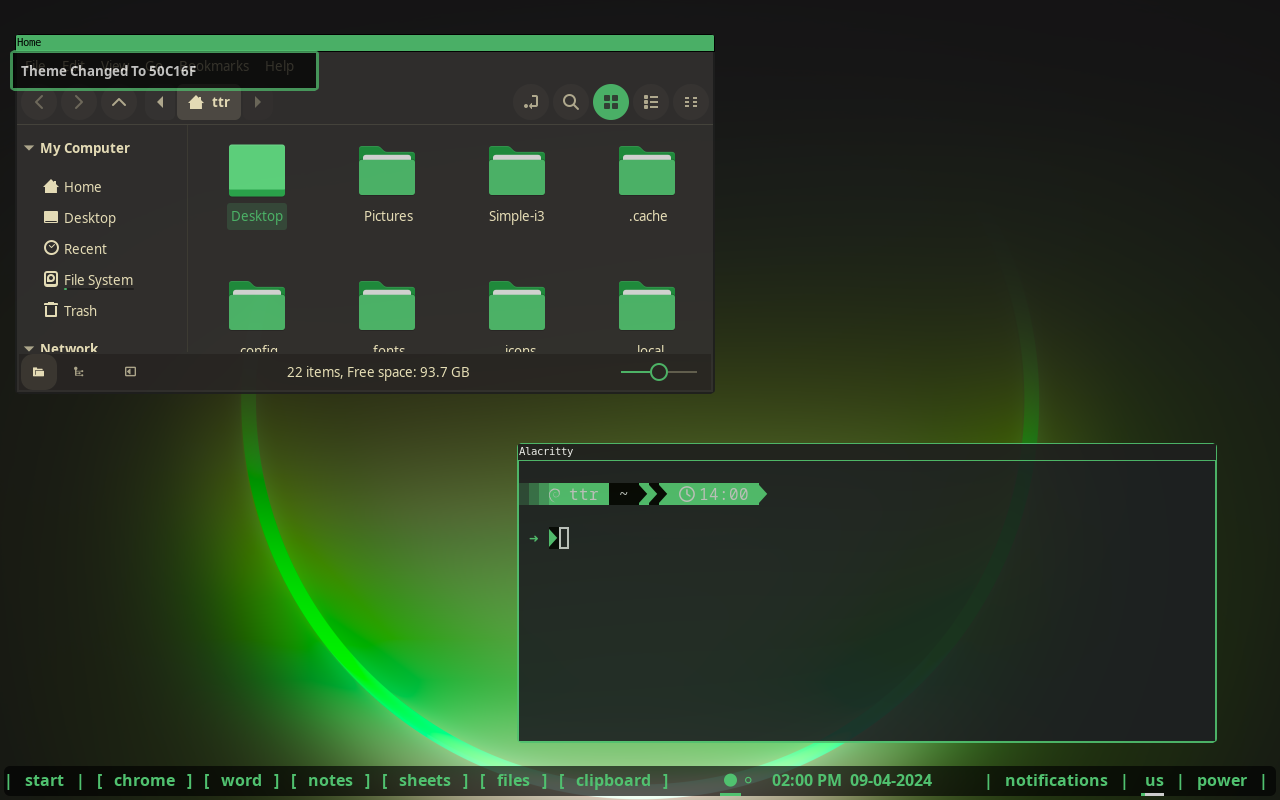 Home
File Edit View Go Bookmarks Help
Theme Changed To 50C16F
ttr
My Computer
Home
Desktop
Recent
File System
Trash
Network
Desktop Pictures Simple-i3 .cache
.config .fonts .icons .local
22 items, Free space: 93.7 GB
Alacritty
ttr ~ 14:00
➜
| start | [ chrome ] [ word ] [ notes ] [ sheets ] [ files ] [ clipboard ] 02:00 PM 09-04-2024 | notifications | us | power |